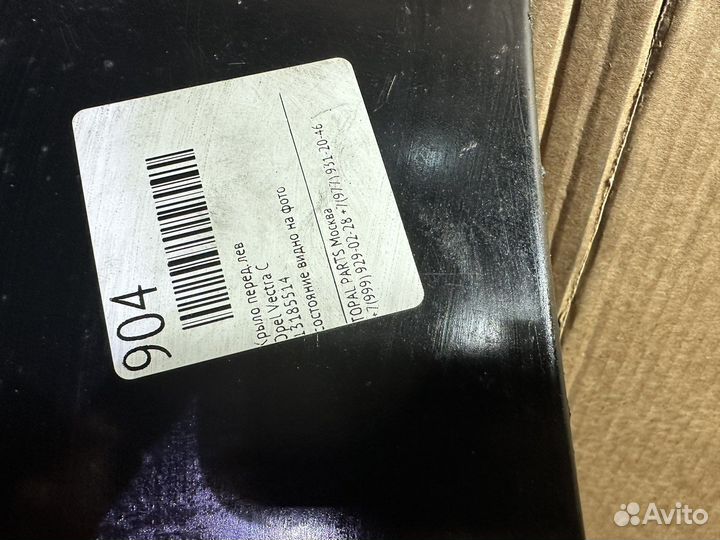 904
Крыло перед.лев
Opel Vectra C
13185514
состояние видно на фото
TOPAL PARTS Москва
+7(999) 929-02-28 +7(977) 931-20-46
Avito